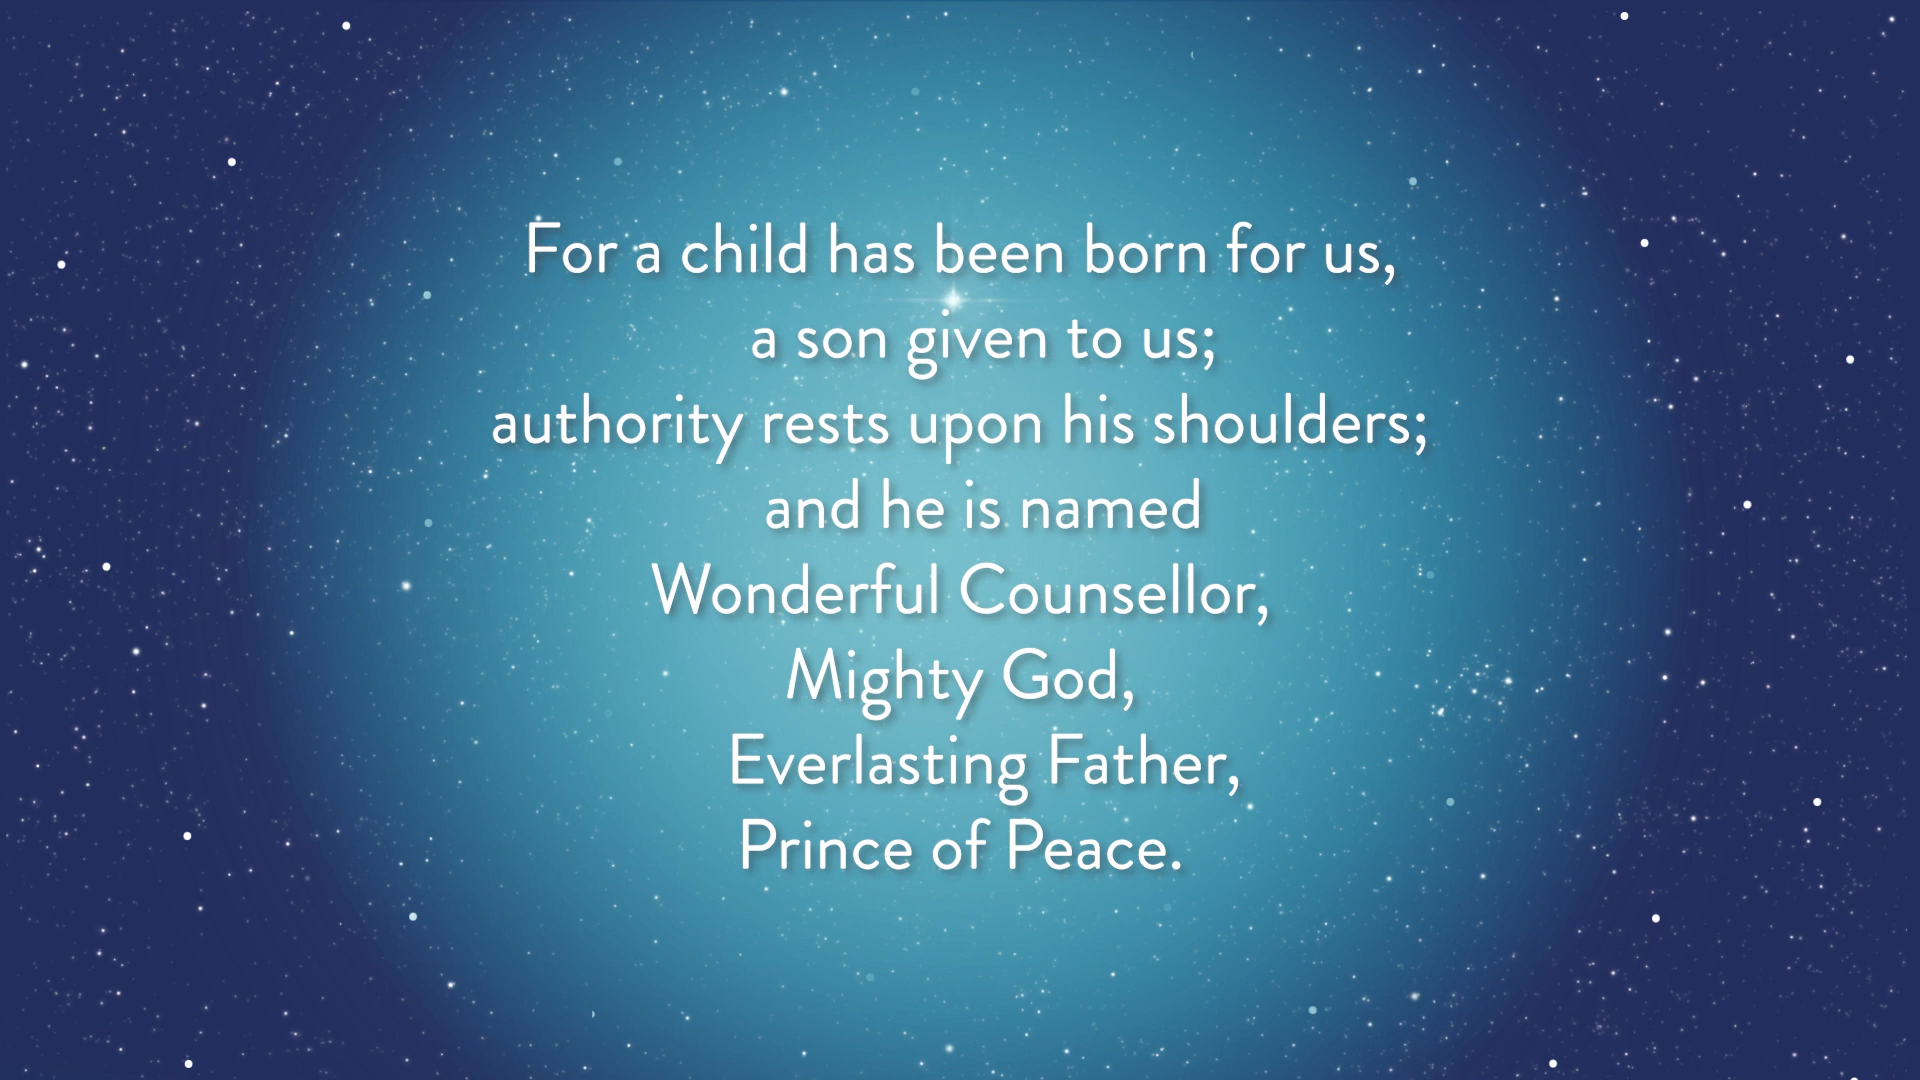 For a child has been born for us,
a son given to us;
authority rests upon his shoulders;
and he is named
Wonderful Counsellor,
Mighty God,
Everlasting Father,
Prince of Peace.